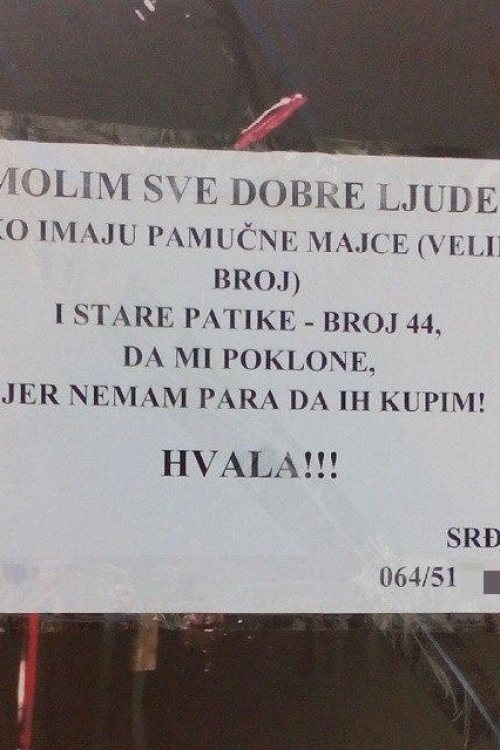 MOLIM SVE DOBRE LJUDE
KO IMAJU PAMUČNE MAJCE (VELI
BROJ)
I STARE PATIKE - BROJ 44,
DA MI POKLONE,
JER NEMAM PARA DA IH KUPIM!
HVALA!!!
SRĐ
064/51